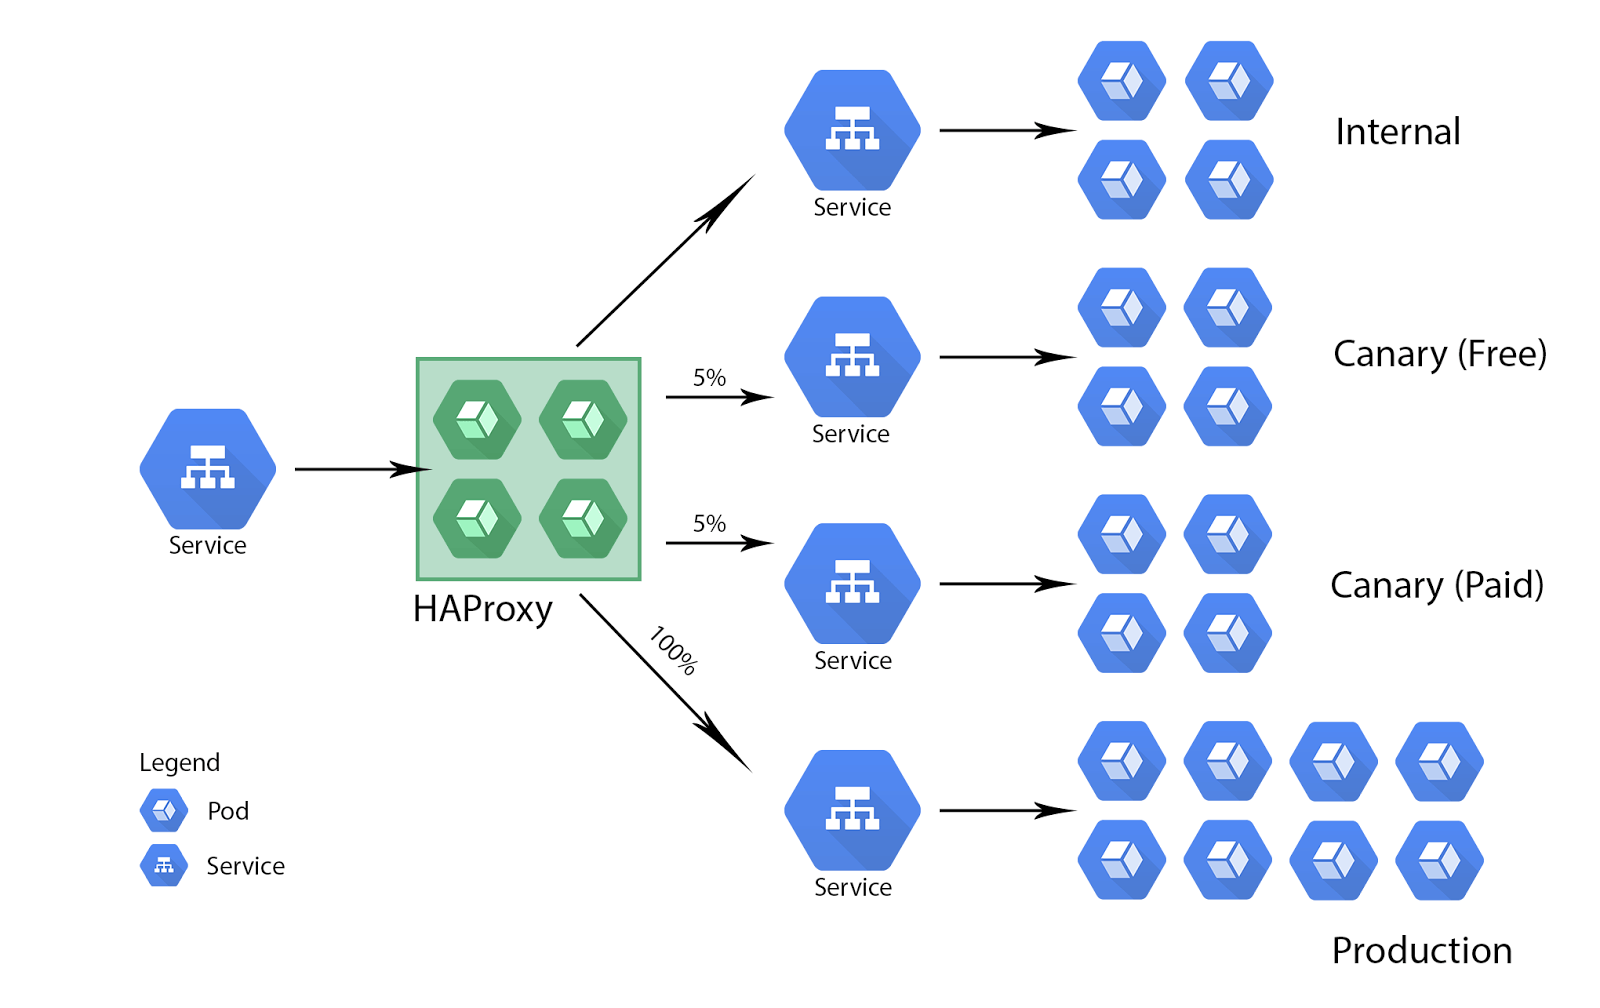 Internal
Service
Canary (Free)
5%
Service
Service
HAProxy
5%
Canary (Paid)
100%
Service
Legend
Pod
Service
Service
Production